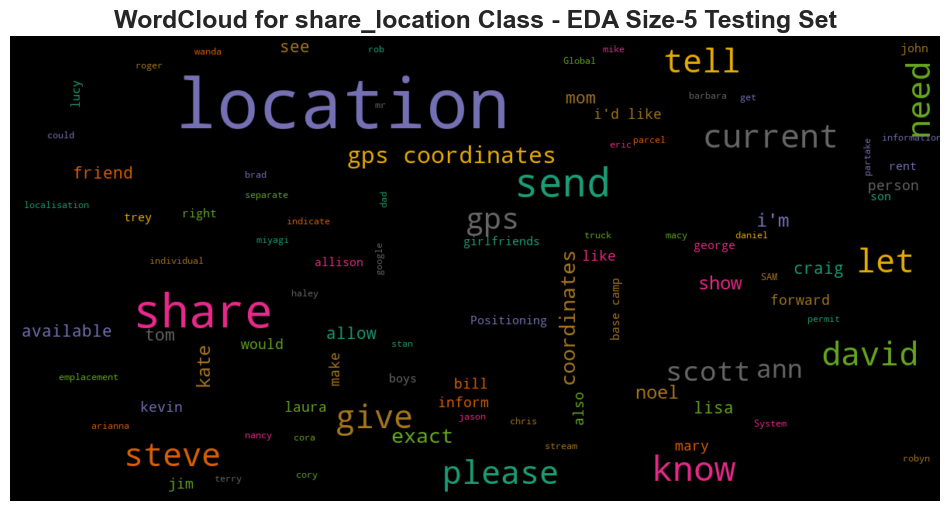 WordCloud for share_location Class - EDA Size-5 Testing Set
wanda
see
rob
mike
john
roger
Global
tell
need
lucy
location
mr
mom
barbara
get
i'd like
could
current
information
eric
parcel
partake
gps coordinates
friend
brad
send
rent
person
separate
dad
son
localisation
trey
right
indicate
gps
i'm
miyagi
girlfriends
truck
macy
daniel
george
individual
allison
google
like
craig
let
coordinates
show
SAM
haley
share
base camp
forward
available
tom
allow
Positioning
permit
would
stan
david
kate
make
emplacement
boys
bill
scott
ann
noel
kevin
laura
inform
also
lisa
give
jason
chris
System
arianna
nancy
cora
exact
stream
mary
steve
please
know
robyn
jim
terry
cory